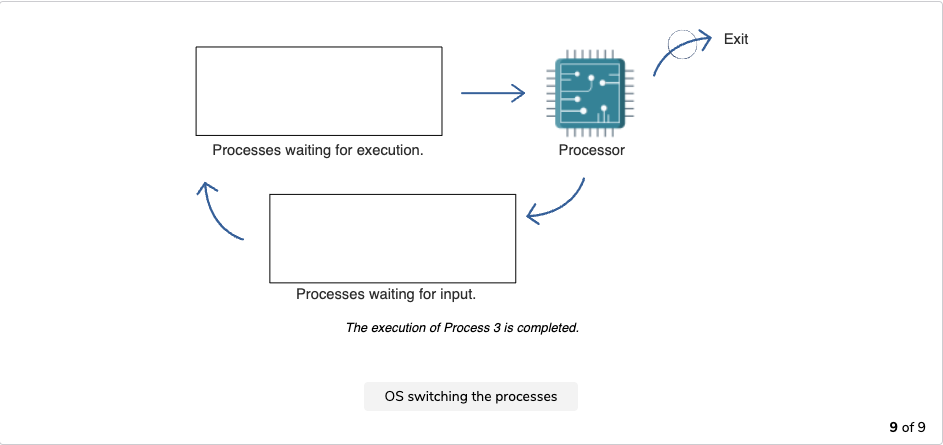 Exit
Processes waiting for execution.
Processor
Processes waiting for input.
The execution of Process 3 is completed.
OS switching the processes
9 of 9